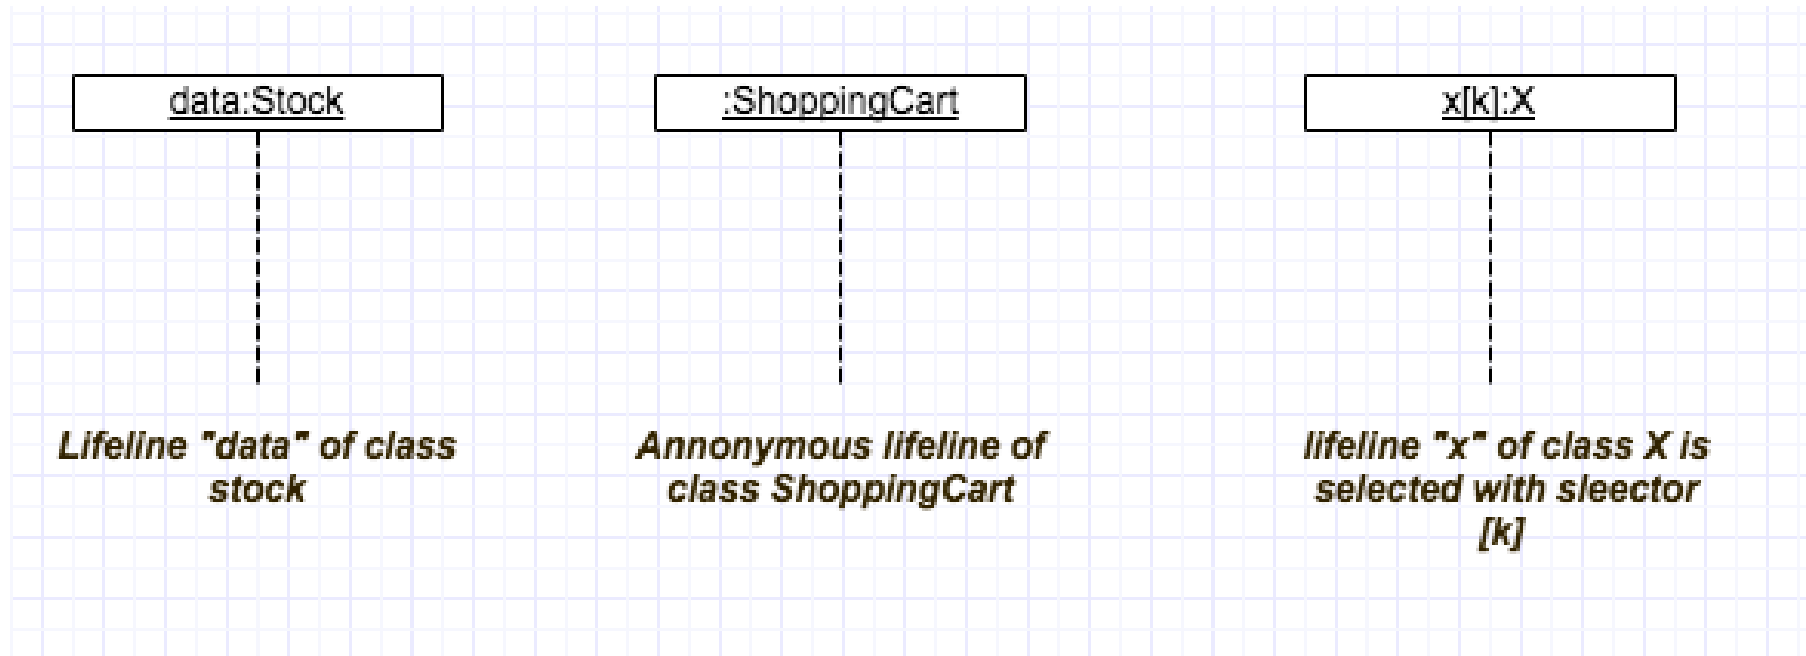 data:Stock
:ShoppingCart
x[k]:X
Lifeline "data" of class
stock
Annonymous lifeline of
class ShoppingCart
lifeline "x" of class X is
selected with sleector
[k]